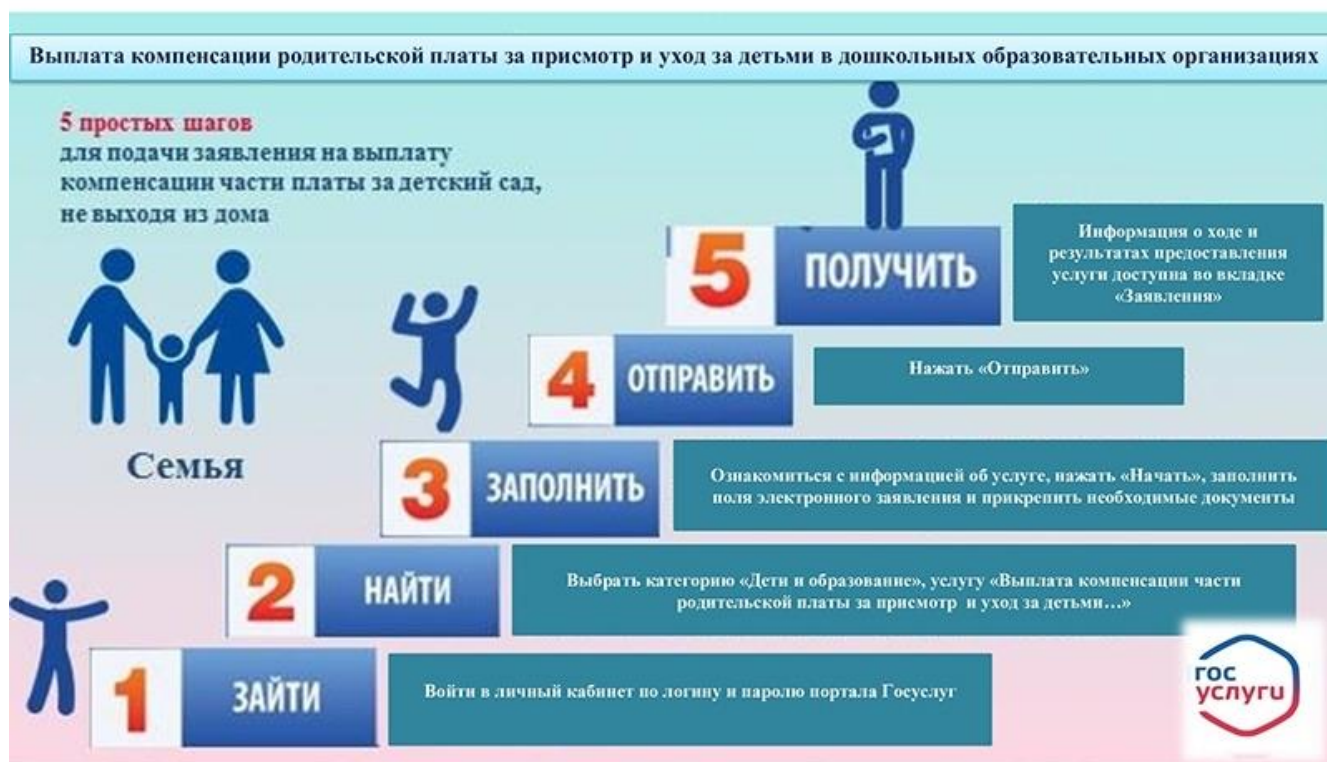 Выплата компенсации родительской платы за присмотр и уход за детьми в дошкольных образовательных организациях
5 простых шагов
для подачи заявления на выплату
компенсации части платы за детский сад,
не выходя из дома
Семья
5 ПОЛУЧИТЬ
Информация о ходе и
результатах предоставления
услуги доступна во вкладке
«Заявления»
4 ОТПРАВИТЬ
Нажать «Отправить»
3 ЗАПОЛНИТЬ
Ознакомиться с информацией об услуге, нажать «Начать», заполнить
поля электронного заявления и прикрепить необходимые документы
2 НАЙТИ
Выбрать категорию «Дети и образование», услугу «Выплата компенсации части
родительской платы за присмотр и уход за детьми...»
1 ЗАЙТИ
Войти в личный кабинет по логину и паролю портала Госуслуг
гос
услуги